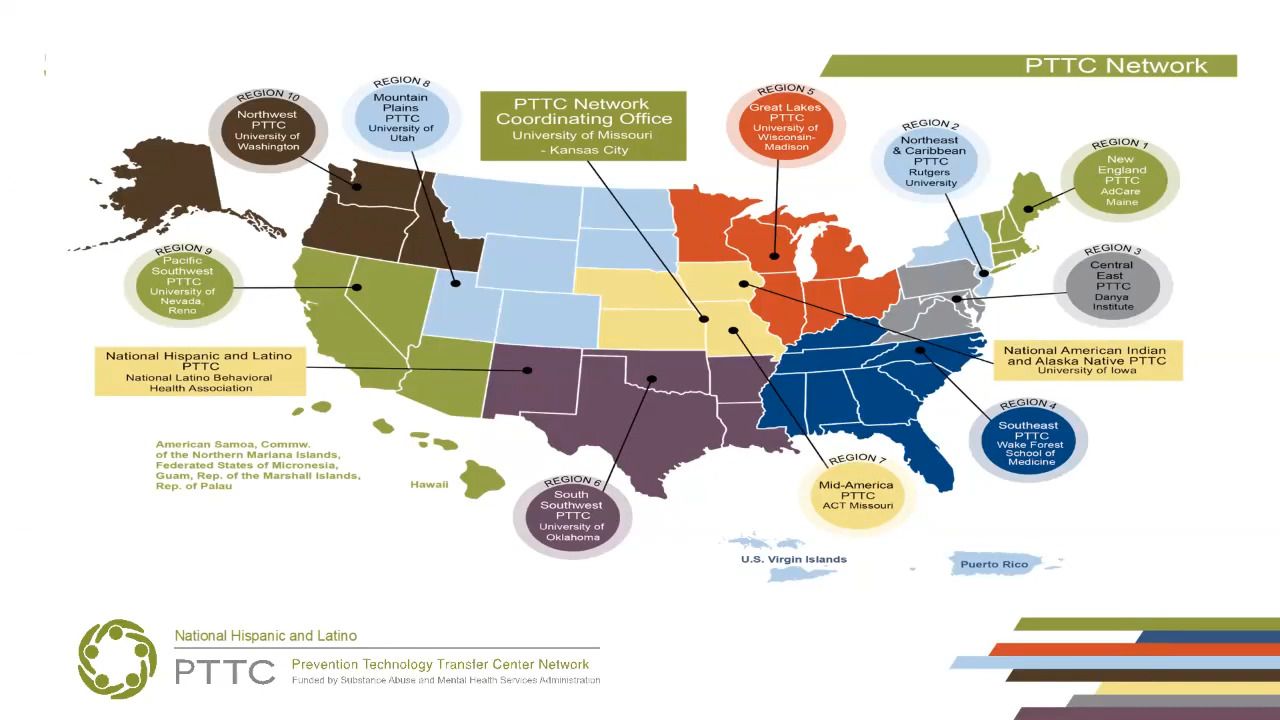 PTTC Network
REGION 10
Northwest
PTTC
University of
Washington
REGION 8
Mountain
Plains
PTTC
University of
Utah
PTTC Network
Coordinating Office
University of Missouri
- Kansas City
REGION 5
Great Lakes
PTTC
University of
Wisconsin-
Madison
REGION 2
Northeast
& Caribbean
PTTC
Rutgers
University
REGION 1
New
England
PTTC
AdCare
Maine
REGION 9
Pacific
Southwest
PTTC
University of
Nevada,
Reno
REGION 3
Central
East
PTTC
Danya
Institute
National Hispanic and Latino
PTTC
National Latino Behavioral
Health Association
National American Indian
and Alaska Native PTTC
University of Iowa
REGION 4
Southeast
PTTC
Wake Forest
School of
Medicine
American Samoa, Commw.
of the Northern Mariana Islands,
Federated States of Micronesia,
Guam, Rep. of the Marshall Islands,
Rep. of Palau
Hawaii
REGION 6
South
Southwest
PTTC
University of
Oklahoma
REGION 7
Mid-America
PTTC
ACT Missouri
U.S. Virgin Islands
Puerto Rico
National Hispanic and Latino
PTTC
Prevention Technology Transfer Center Network
Funded by Substance Abuse and Mental Health Services Administration